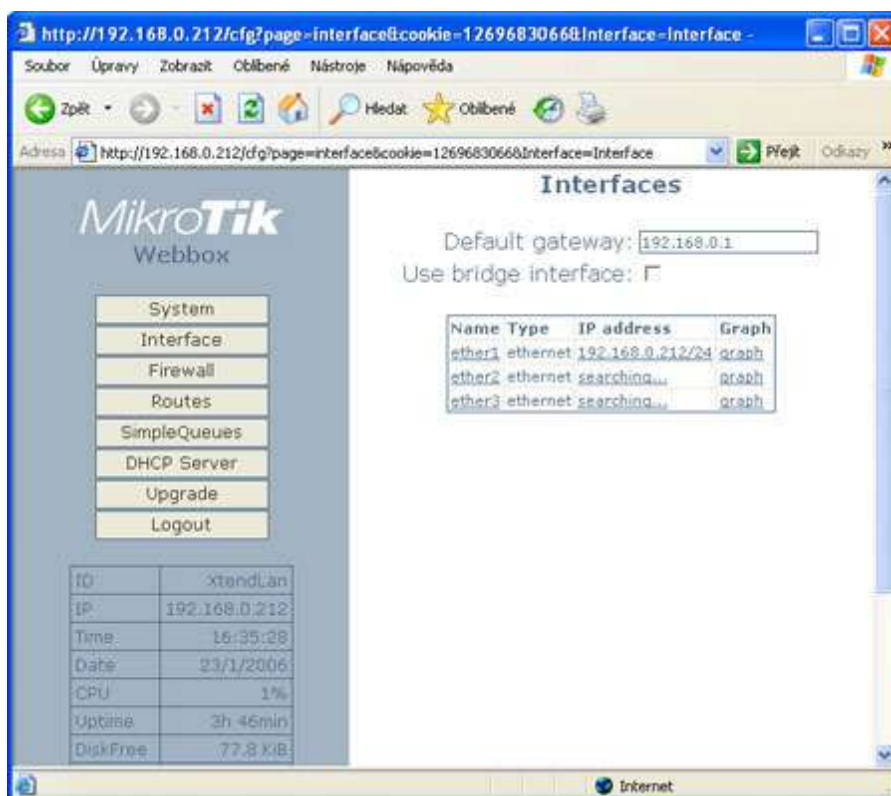 http://192.168.0.212/cfg?page=interface&cookie=1269683066&Interface=Interface -
Soubor Úpravy Zobrazit Oblíbené Nástroje Nápověda
Zpět Hledat Oblíbené
Adresa http://192.168.0.212/cfg?page=interface&cookie=1269683066&Interface=Interface Přejít Odkazy »
MikroTik
Webbox
System
Interface
Firewall
Routes
SimpleQueues
DHCP Server
Upgrade
Logout
ID XtendLan
IP 192.168.0.212
Time 16:35:28
Date 23/1/2006
CPU 1%
Uptime 3h 46min
DiskFree 77.8 KiB
Interfaces
Default gateway: 192.168.0.1
Use bridge interface:
Name Type IP address Graph
ether1 ethernet 192.168.0.212/24 graph
ether2 ethernet searching... graph
ether3 ethernet searching... graph
Internet